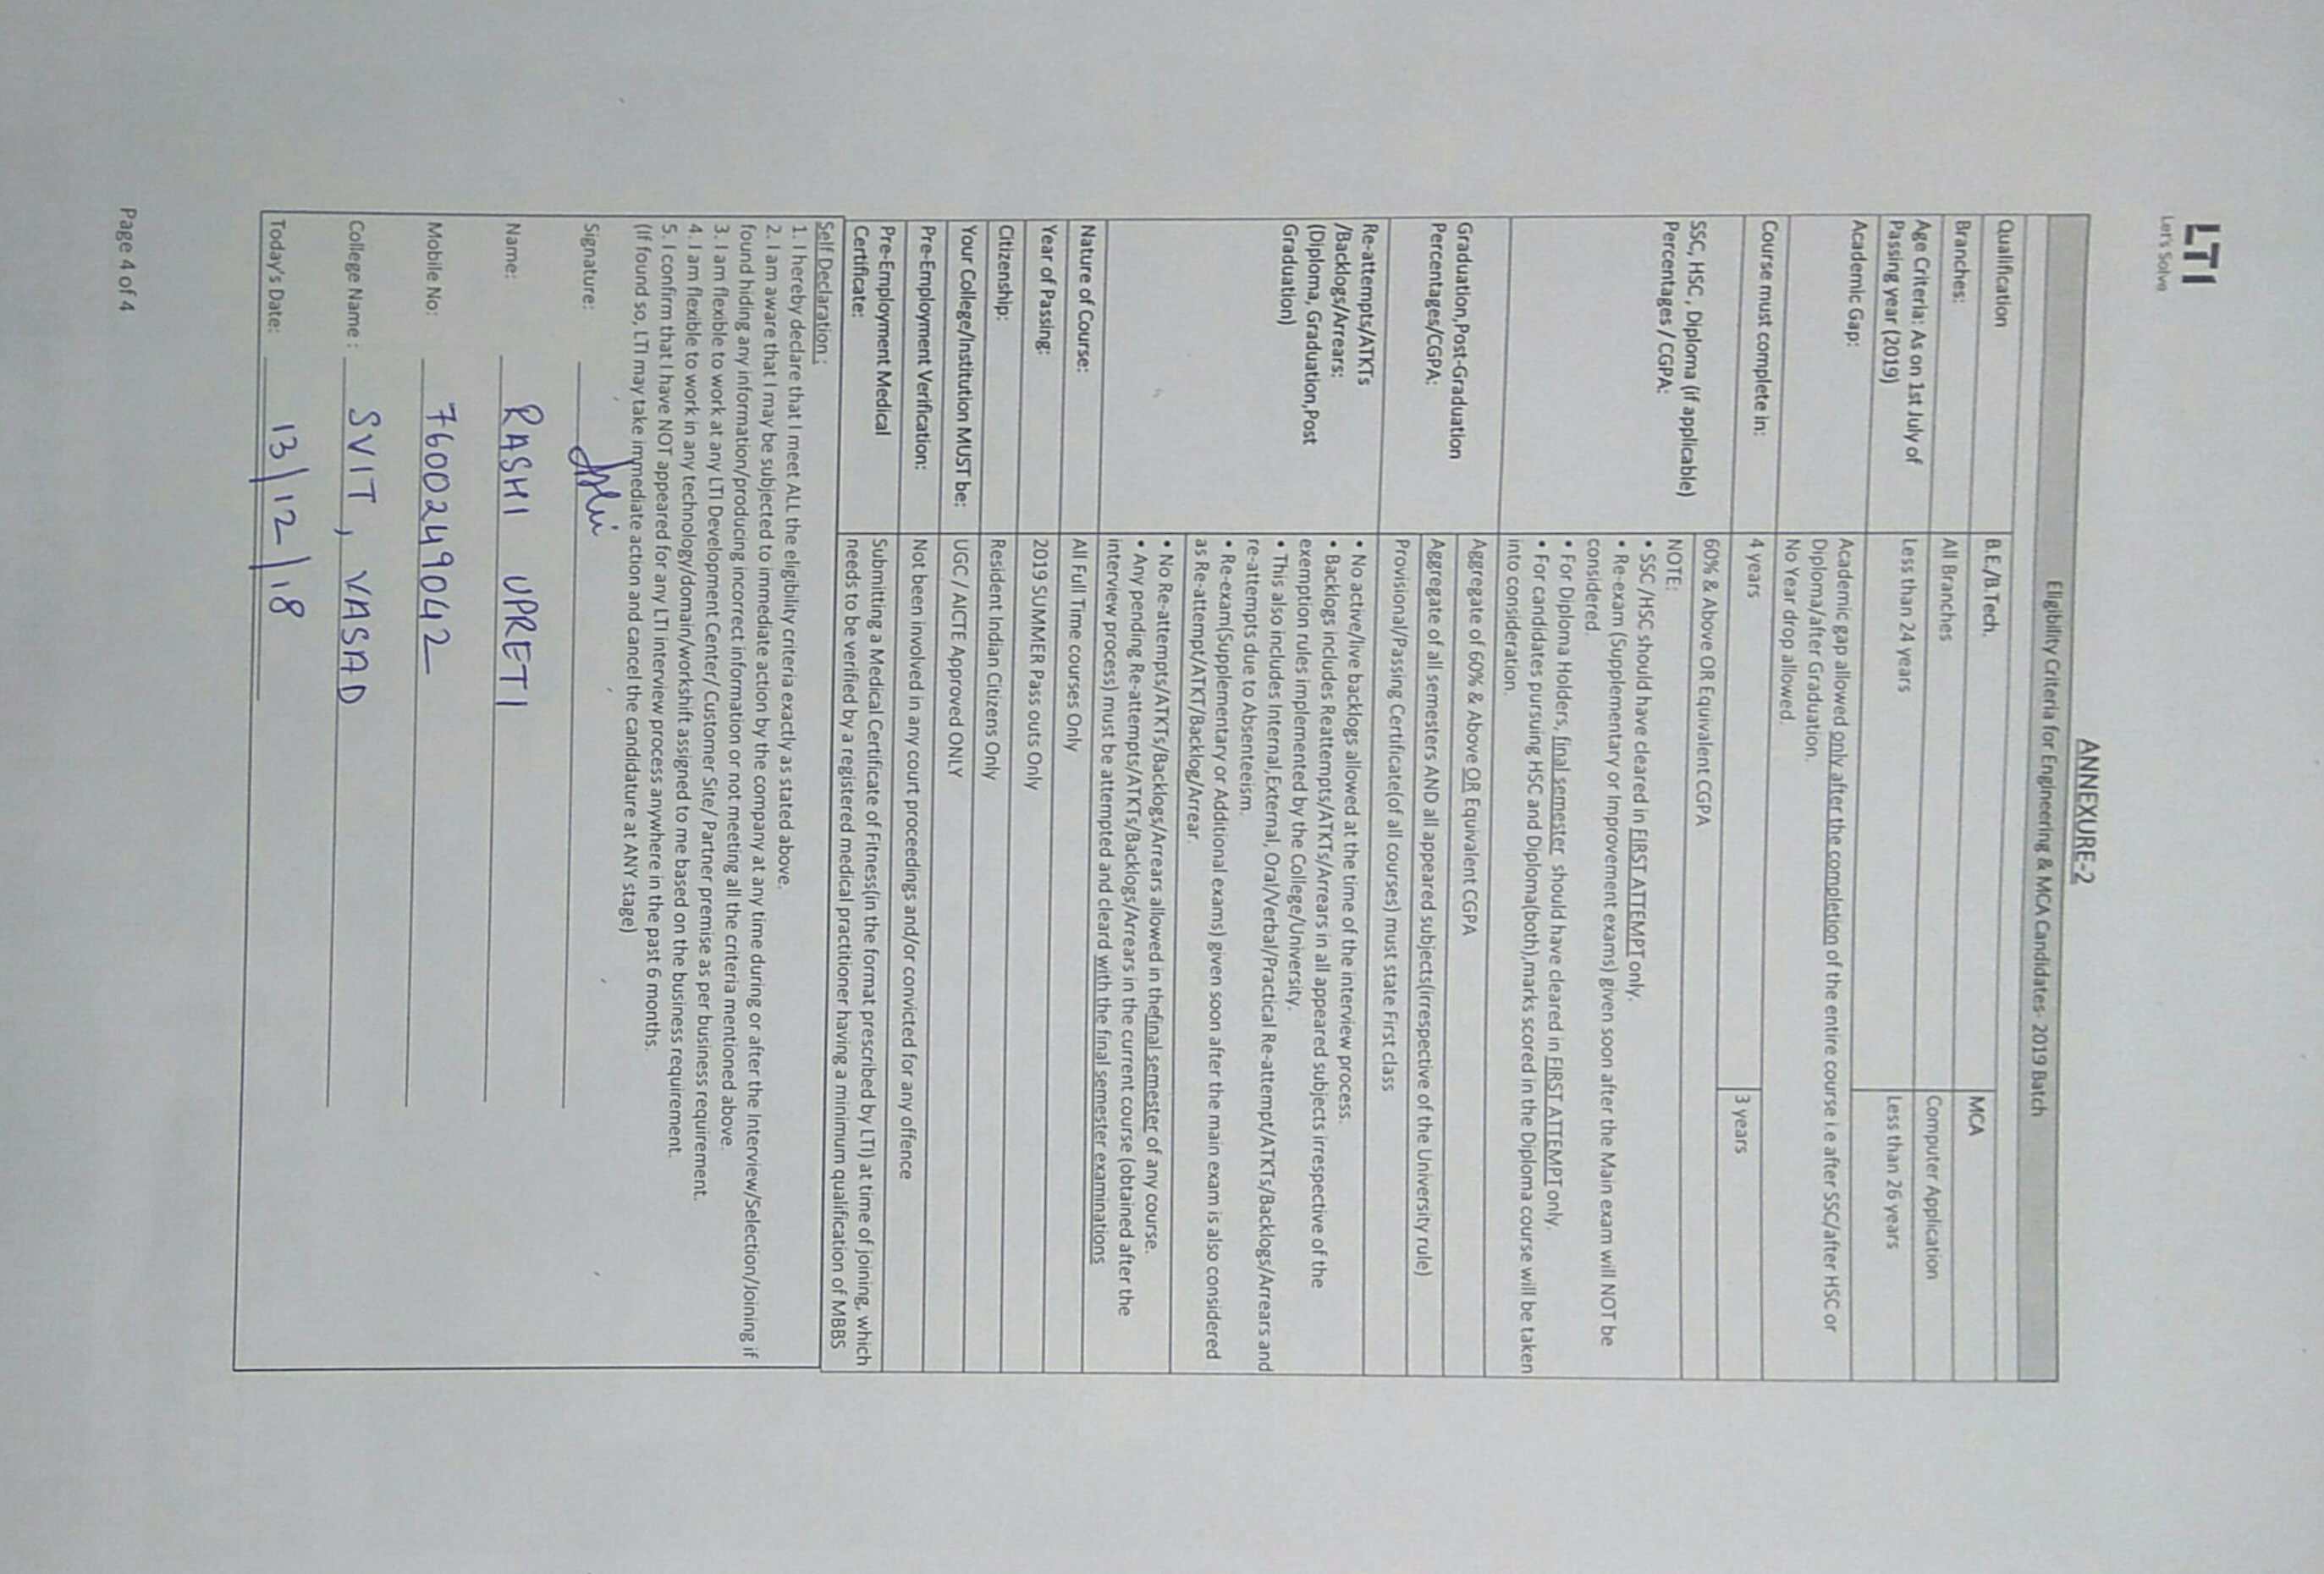 LTI
Let's Solve
ANNEXURE-2
Eligibility Criteria for Engineering & MCA Candidates- 2019 Batch
Qualification B.E./B.Tech. MCA
Branches: All Branches Computer Application
Age Criteria: As on 1st July of
Passing year (2019) Less than 24 years Less than 26 years
Academic Gap: Academic gap allowed only after the completion of the entire course i.e after SSC/after HSC or
Diploma/after Graduation.
No Year drop allowed.
Course must complete in: 4 years 3 years
SSC, HSC , Diploma (if applicable)
Percentages / CGPA:
60% & Above OR Equivalent CGPA
NOTE:
• SSC /HSC should have cleared in FIRST ATTEMPT only.
• Re-exam (Supplementary or Improvement exams) given soon after the Main exam will NOT be
considered.
• For Diploma Holders, final semester should have cleared in FIRST ATTEMPT only.
• For candidates pursuing HSC and Diploma(both),marks scored in the Diploma course will be taken
into consideration.
Graduation,Post-Graduation
Percentages/CGPA:
Aggregate of 60% & Above OR Equivalent CGPA
Aggregate of all semesters AND all appeared subjects(irrespective of the University rule)
Provisional/Passing Certificate(of all courses) must state First class
Re-attempts/ATKTs
/Backlogs/Arrears:
(Diploma, Graduation,Post
Graduation)
• No active/live backlogs allowed at the time of the interview process.
• Backlogs includes Reattempts/ATKTs/Arrears in all appeared subjects irrespective of the
exemption rules implemented by the College/University.
• This also includes Internal,External, Oral/Verbal/Practical Re-attempt/ATKTs/Backlogs/Arrears and
re-attempts due to Absenteeism.
• Re-exam(Supplementary or Additional exams) given soon after the main exam is also considered
as Re-attempt/ATKT/Backlog/Arrear.
• No Re-attempts/ATKTs/Backlogs/Arrears allowed in thefinal semester of any course.
• Any pending Re-attempts/ATKTs/Backlogs/Arrears in the current course (obtained after the
interview process) must be attempted and cleard with the final semester examinations
Nature of Course: All Full Time courses Only
Year of Passing: 2019 SUMMER Pass outs Only
Citizenship: Resident Indian Citizens Only
Your College/Institution MUST be: UGC / AICTE Approved ONLY
Pre-Employment Verification: Not been involved in any court proceedings and/or convicted for any offence
Pre-Employment Medical
Certificate:
Submitting a Medical Certificate of Fitness(in the format prescribed by LTI) at time of joining, which
needs to be verified by a registered medical practitioner having a minimum qualification of MBBS
Self Declaration :
1. I hereby declare that I meet ALL the eligibility criteria exactly as stated above.
2. I am aware that I may be subjected to immediate action by the company at any time during or after the Interview/Selection/Joining if
found hiding any information/producing incorrect information or not meeting all the criteria mentioned above.
3. I am flexible to work at any LTI Development Center/ Customer Site/ Partner premise as per business requirement.
4. I am flexible to work in any technology/domain/workshift assigned to me based on the business requirement.
5. I confirm that I have NOT appeared for any LTI interview process anywhere in the past 6 months.
(If found so, LTI may take immediate action and cancel the candidature at ANY stage)
Signature:
Name: RASHI UPRETI
Mobile No: 7600249042
College Name : SVIT, VASAD
Today's Date: 13/12/18
Page 4 of 4